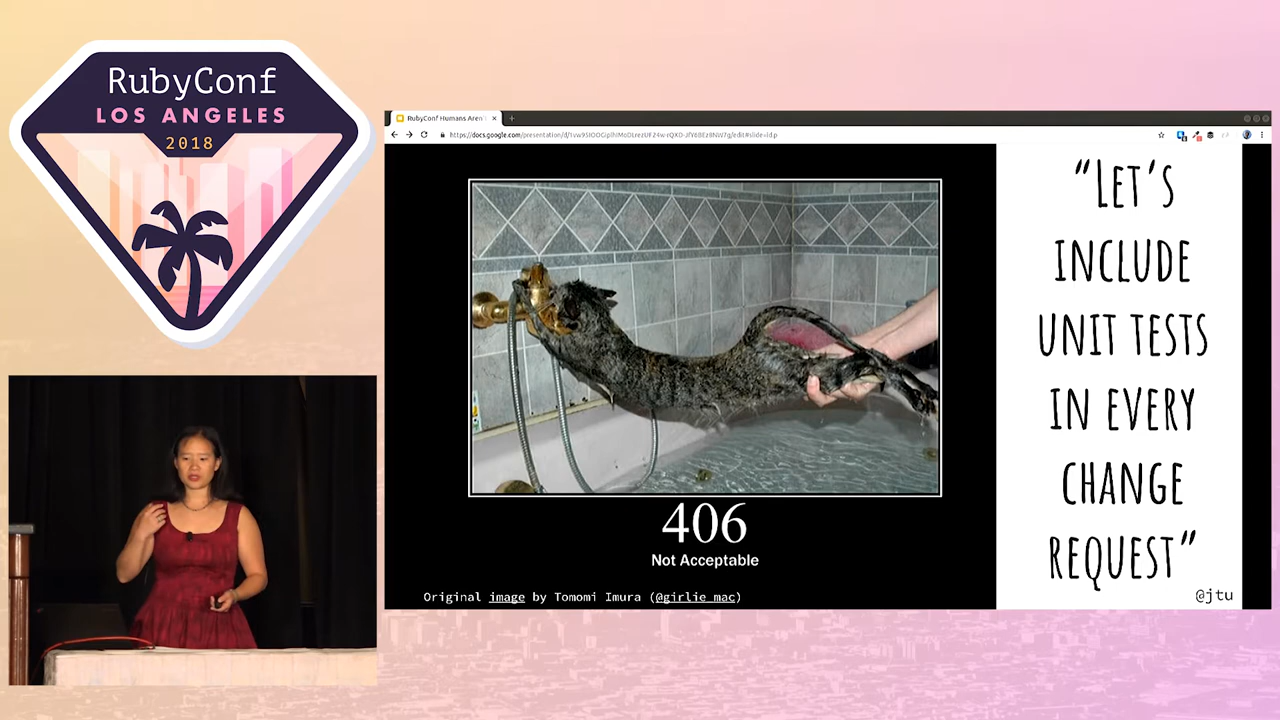 RubyConf
LOS ANGELES
2018
RubyConf Humans Aren't
406
Not Acceptable
Original image by Tomomi Imura (@girlie_mac)
“LET’S
INCLUDE
UNIT TESTS
IN EVERY
CHANGE
REQUEST”
@jtu